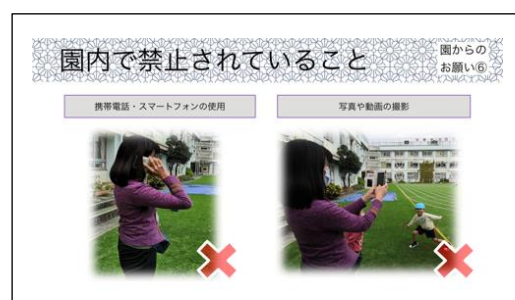 園内で禁止されていること
園からの
お願い⑥
携帯電話・スマートフォンの使用
写真や動画の撮影